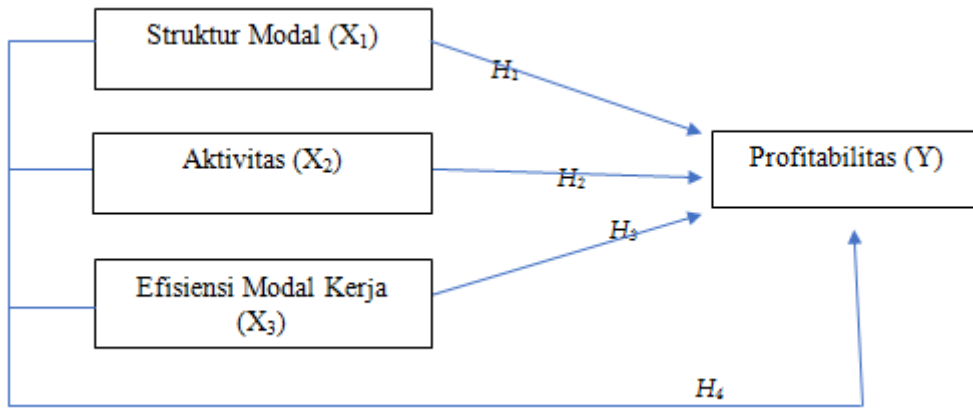 Struktur Modal (X₁)
H₁
Aktivitas (X₂)
H₂
Profitabilitas (Y)
H₃
Efisiensi Modal Kerja
(X₃)
H₄